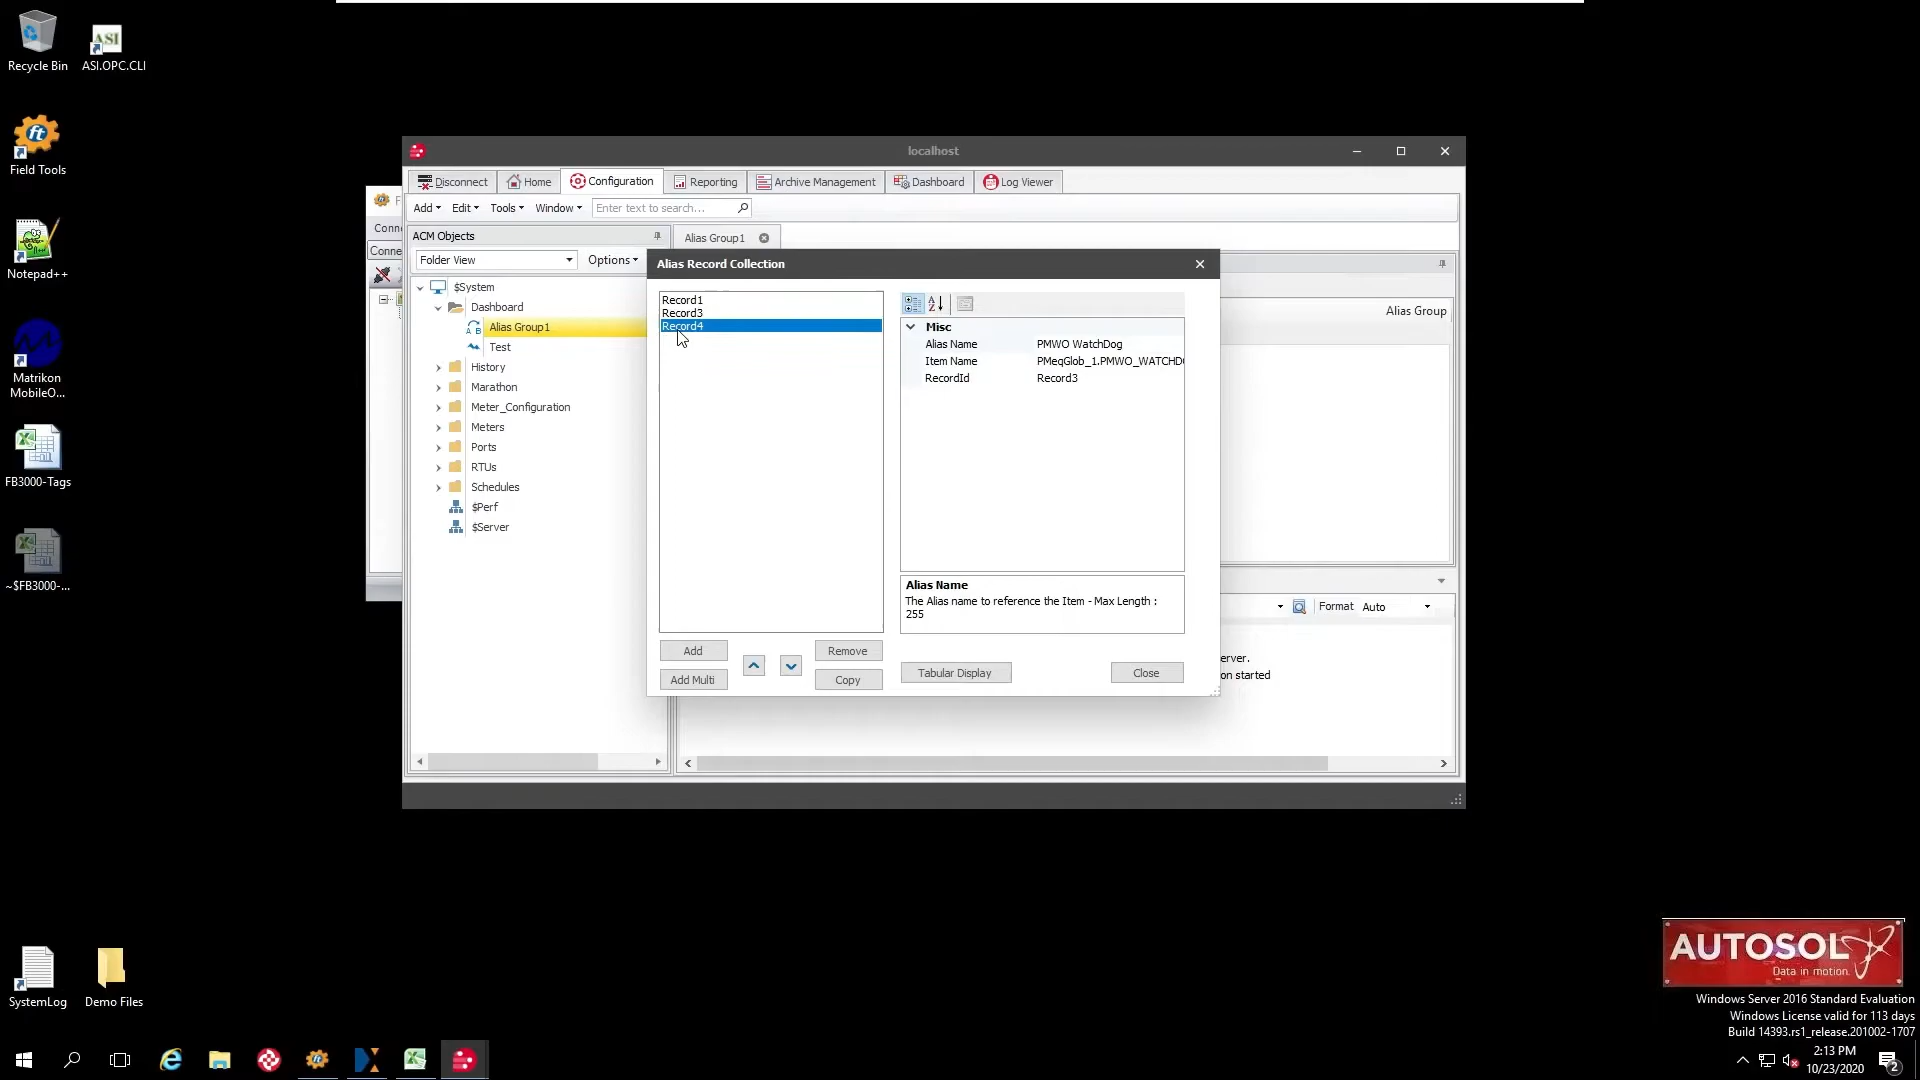 Recycle Bin
ASI.OPC.CLI
ASI
Field Tools
ft
Notepad++
Matrikon
MobileO...
FB3000-Tags
~$FB3000-...
SystemLog
Demo Files
localhost
Disconnect
Home
Configuration
Reporting
Archive Management
Dashboard
Log Viewer
Add
Edit
Tools
Window
Enter text to search...
Conn
Conne
ACM Objects
Alias Group1
Folder View
Options
$System
Dashboard
Alias Group1
Test
History
Marathon
Meter_Configuration
Meters
Ports
RTUs
Schedules
$Perf
$Server
Alias Record Collection
Record1
Record3
Record4
Misc
Alias Name PMWO WatchDog
Item Name PMeqGlob_1.PMWO_WATCHD
RecordId Record3
Alias Name
The Alias name to reference the Item - Max Length :
255
Add
Remove
Add Multi
Copy
Tabular Display
Close
Alias Group
Format Auto
erver.
on started
AUTOSOL
Data in motion.
Windows Server 2016 Standard Evaluation
Windows License valid for 113 days
Build 14393.rs1_release.201002-1707
2:13 PM
10/23/2020
2